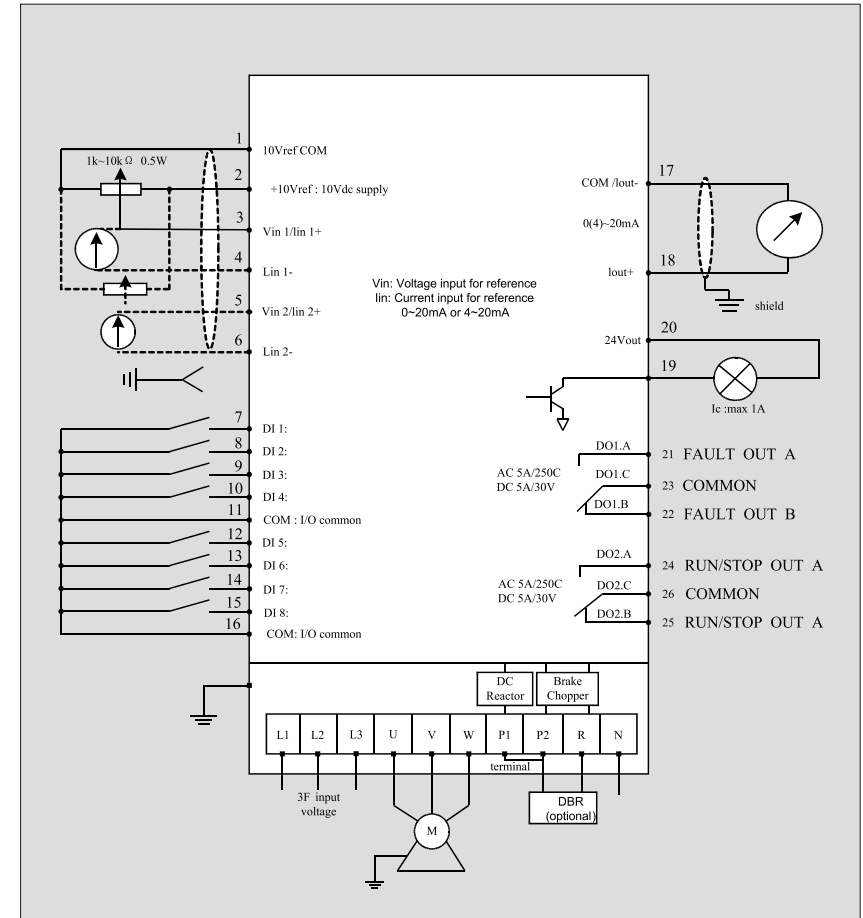 1
10Vref COM
1k~10k Ω 0.5W
2
+10Vref : 10Vdc supply
3
Vin 1/lin 1+
4
Lin 1-
5
Vin 2/lin 2+
6
Lin 2-
Vin: Voltage input for reference
Iin: Current input for reference
0~20mA or 4~20mA
17
COM /lout-
0(4)~20mA
18
lout+
shield
20
24Vout
19
Ic :max 1A
7
DI 1:
8
DI 2:
9
DI 3:
10
DI 4:
11
COM : I/O common
12
DI 5:
13
DI 6:
14
DI 7:
15
DI 8:
16
COM: I/O common
AC 5A/250C
DC 5A/30V
DO1.A
21 FAULT OUT A
DO1.C
23 COMMON
DO1.B
22 FAULT OUT B
AC 5A/250C
DC 5A/30V
DO2.A
24 RUN/STOP OUT A
DO2.C
26 COMMON
DO2.B
25 RUN/STOP OUT A
DC
Reactor
Brake
Chopper
L1 L2 L3 U V W P1 P2 R N
terminal
3F input
voltage
DBR
(optional)
M